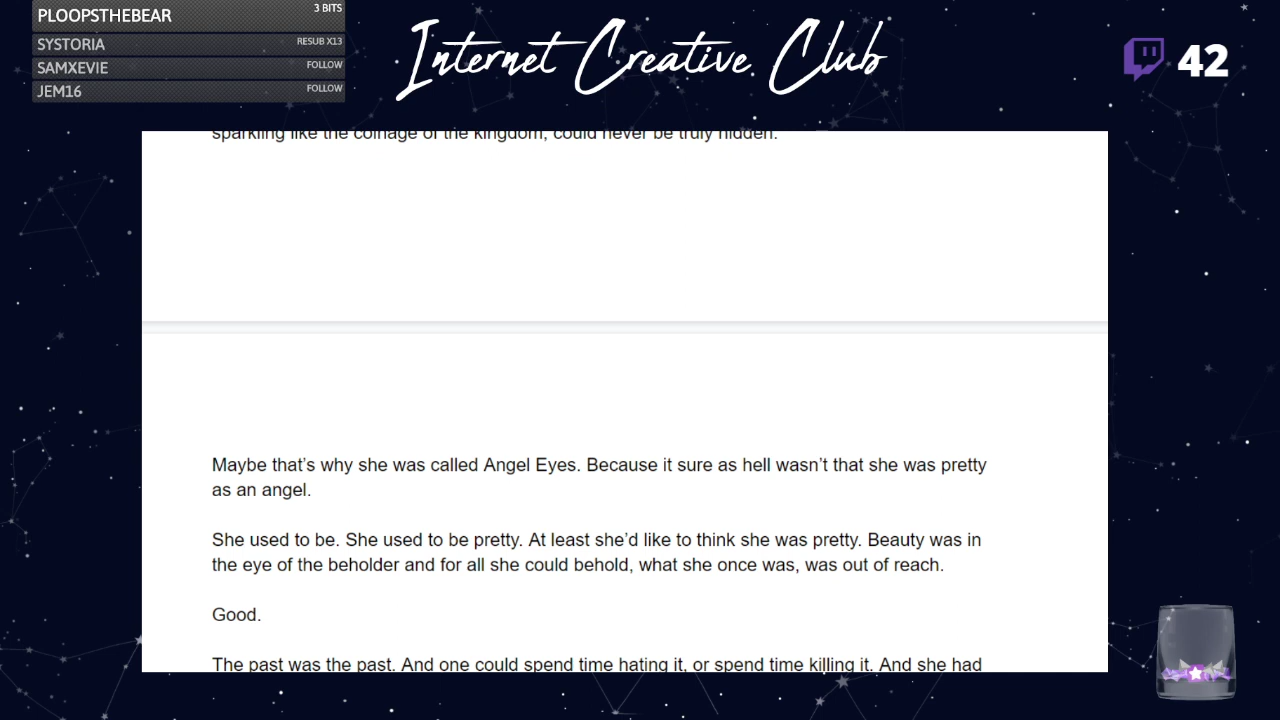 PLOOPSTHEBEAR 3 BITS
SYSTORIA RESUB X13
SAMXEVIE FOLLOW
JEM16 FOLLOW
Internet Creative Club
42
sparkling like the coinage of the kingdom, could never be truly hidden.
Maybe that’s why she was called Angel Eyes. Because it sure as hell wasn’t that she was pretty
as an angel.
She used to be. She used to be pretty. At least she’d like to think she was pretty. Beauty was in
the eye of the beholder and for all she could behold, what she once was, was out of reach.
Good.
The past was the past. And one could spend time hating it, or spend time killing it. And she had